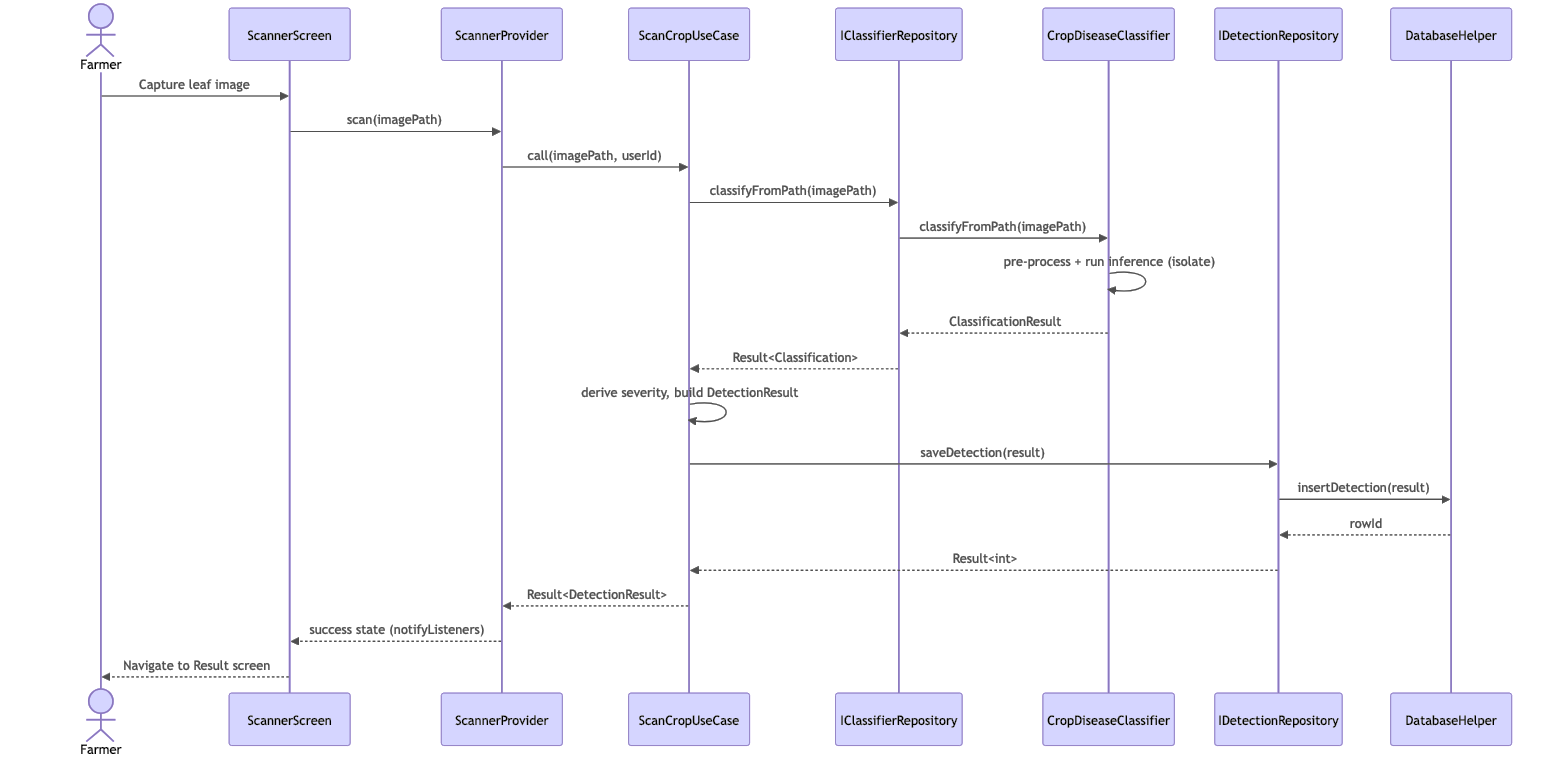 Farmer
ScannerScreen
ScannerProvider
ScanCropUseCase
IClassifierRepository
CropDiseaseClassifier
IDetectionRepository
DatabaseHelper
Capture leaf image
scan(imagePath)
call(imagePath, userId)
classifyFromPath(imagePath)
classifyFromPath(imagePath)
pre-process + run inference (isolate)
ClassificationResult
Result<Classification>
derive severity, build DetectionResult
saveDetection(result)
insertDetection(result)
rowId
Result<int>
Result<DetectionResult>
success state (notifyListeners)
Navigate to Result screen
Farmer
ScannerScreen
ScannerProvider
ScanCropUseCase
IClassifierRepository
CropDiseaseClassifier
IDetectionRepository
DatabaseHelper